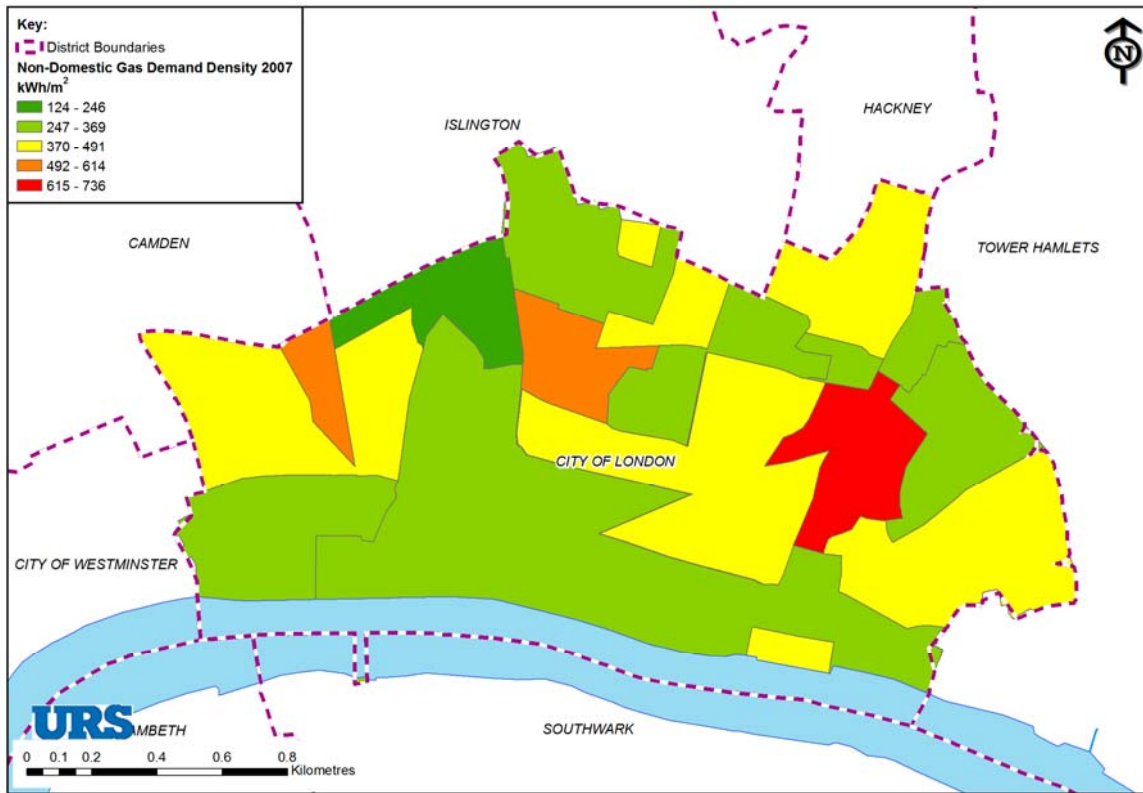 Key:
District Boundaries
Non-Domestic Gas Demand Density 2007
kWh/m²
124 - 246
247 - 369
370 - 491
492 - 614
615 - 736
N
HACKNEY
ISLINGTON
CAMDEN
TOWER HAMLETS
CITY OF LONDON
CITY OF WESTMINSTER
URS
AMBETH
SOUTHWARK
0 0.1 0.2 0.4 0.6 0.8
Kilometres